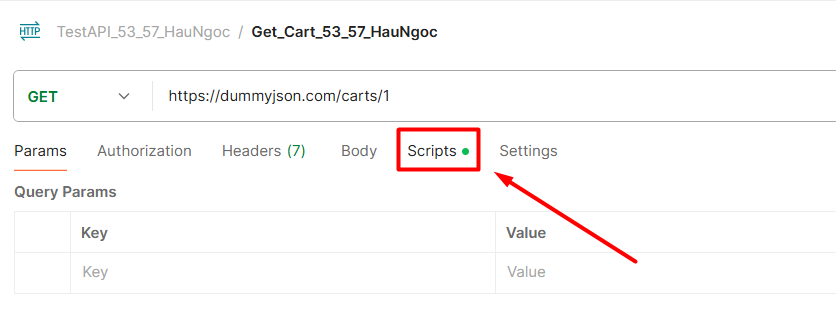 HTTP TestAPI_53_57_HauNgoc / Get_Cart_53_57_HauNgoc
GET https://dummyjson.com/carts/1
Params Authorization Headers (7) Body Scripts Settings
Query Params
Key Value
Key Value